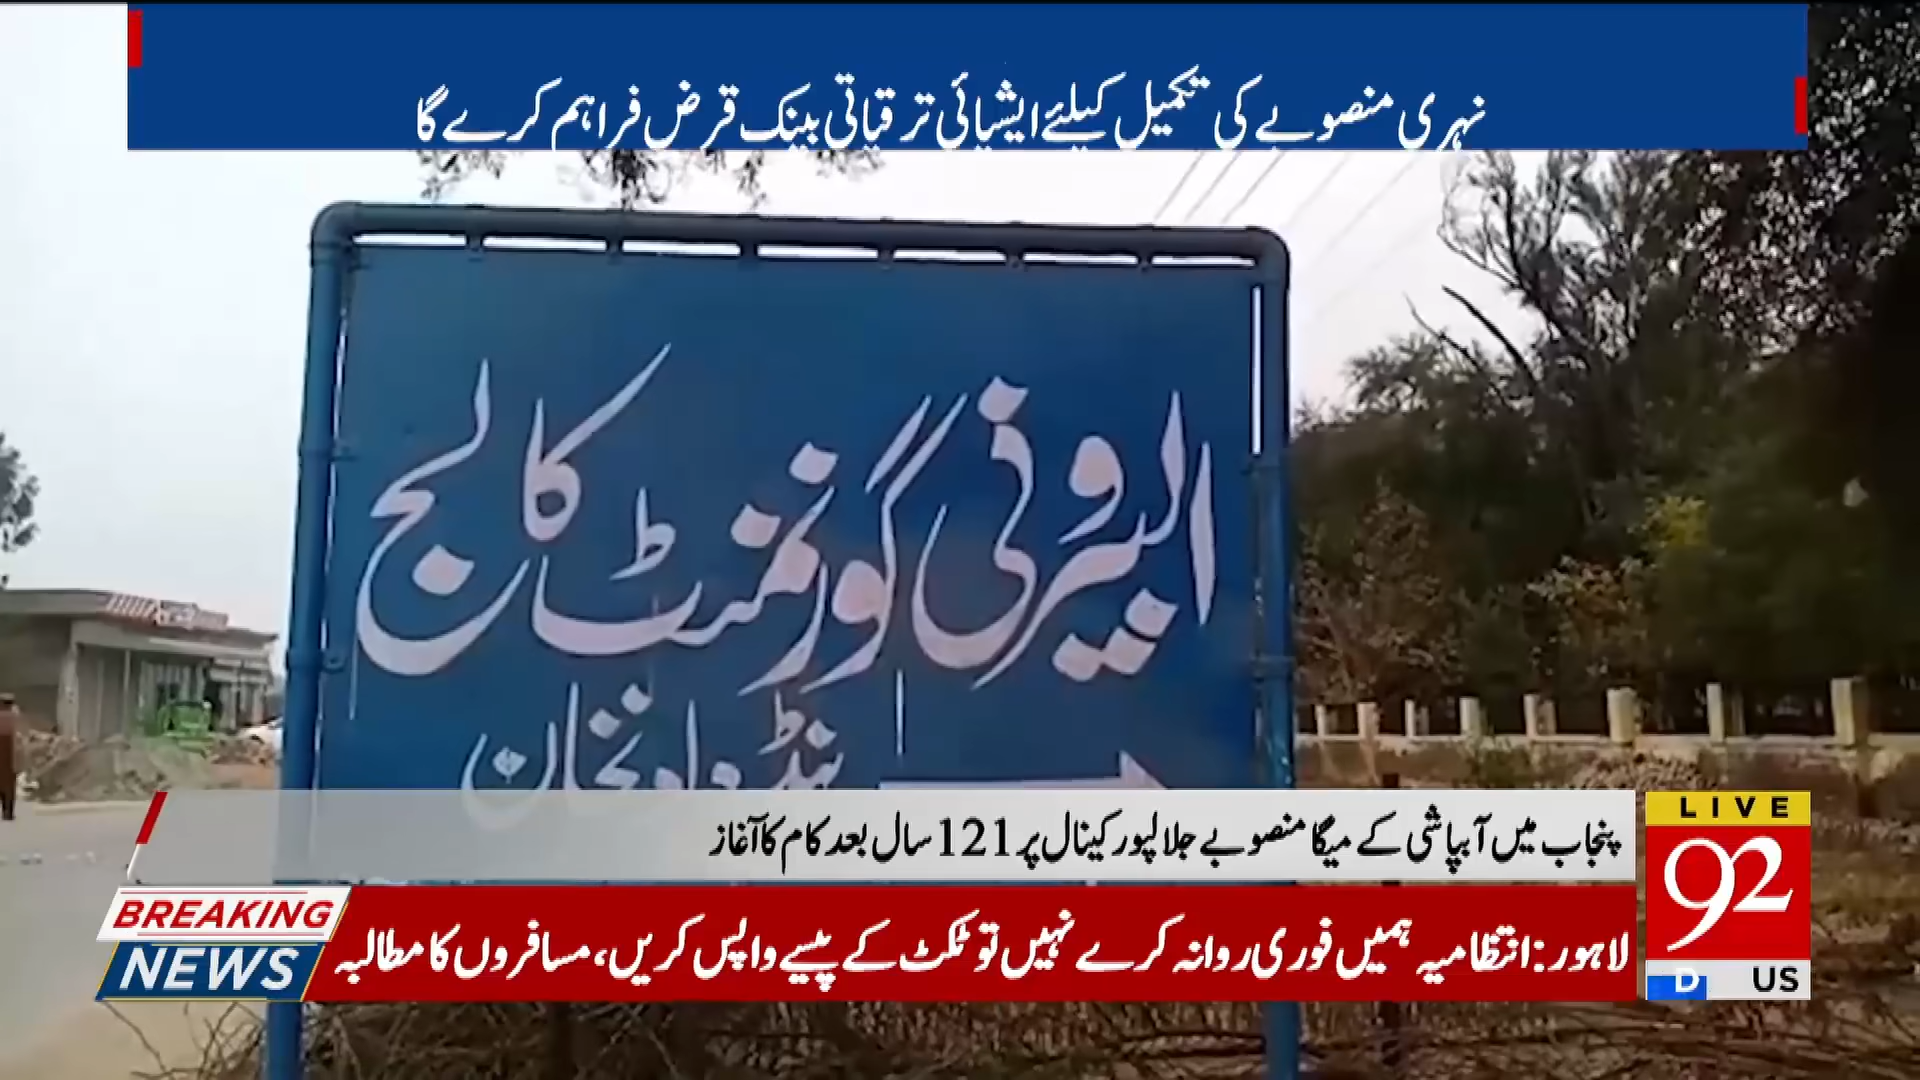 نہری منصوبے کی تکمیل کیلئے ایشیائی ترقیاتی بینک قرض فراہم کرے گا
البیرونی گورنمنٹ کالج
پنڈدادنخان
پنجاب میں آبپاشی کے میگا منصوبے جلالپور کینال پر 121 سال بعد کام کا آغاز
LIVE
92
BREAKING
NEWS
لاہور: انتظامیہ ہمیں فوری روانہ کرے نہیں تو ٹکٹ کے پیسے واپس کریں، مسافروں کا مطالبہ
D US